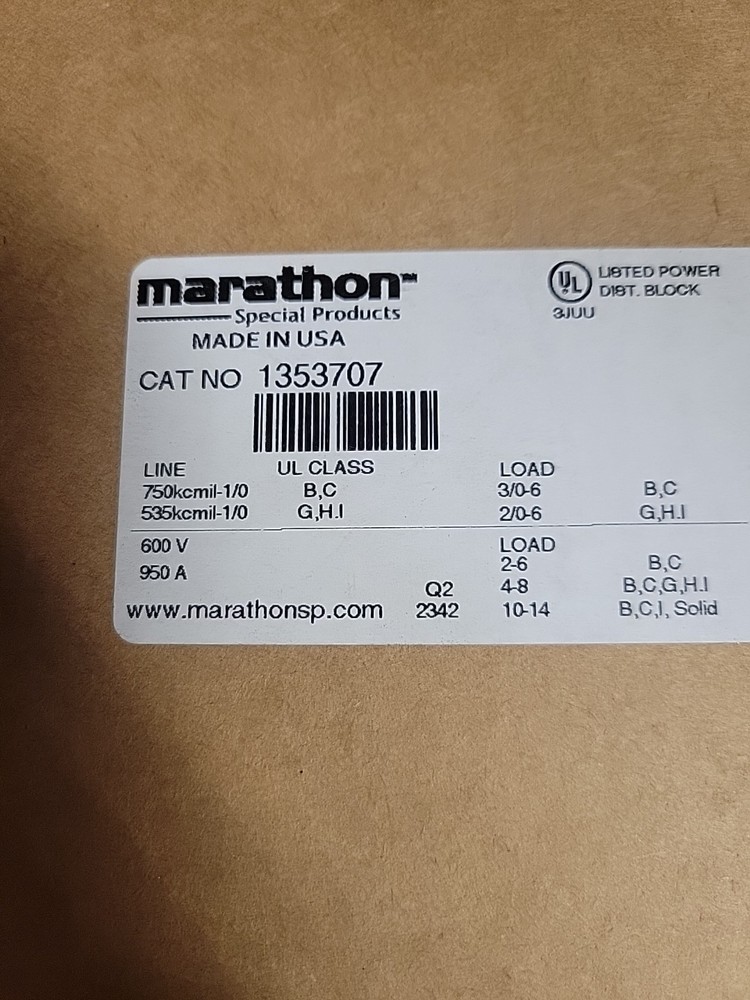 marathon™
Special Products
MADE IN USA
UL LISTED POWER
DIST. BLOCK
3JUU
CAT NO 1353707
LINE UL CLASS LOAD
750kcmil-1/0 B,C 3/0-6 B,C
535kcmil-1/0 G,H.I 2/0-6 G,H.I
600 V LOAD
950 A 2-6 B,C
Q2 4-8 B,C,G,H.I
www.marathonsp.com 2342 10-14 B,C,I, Solid